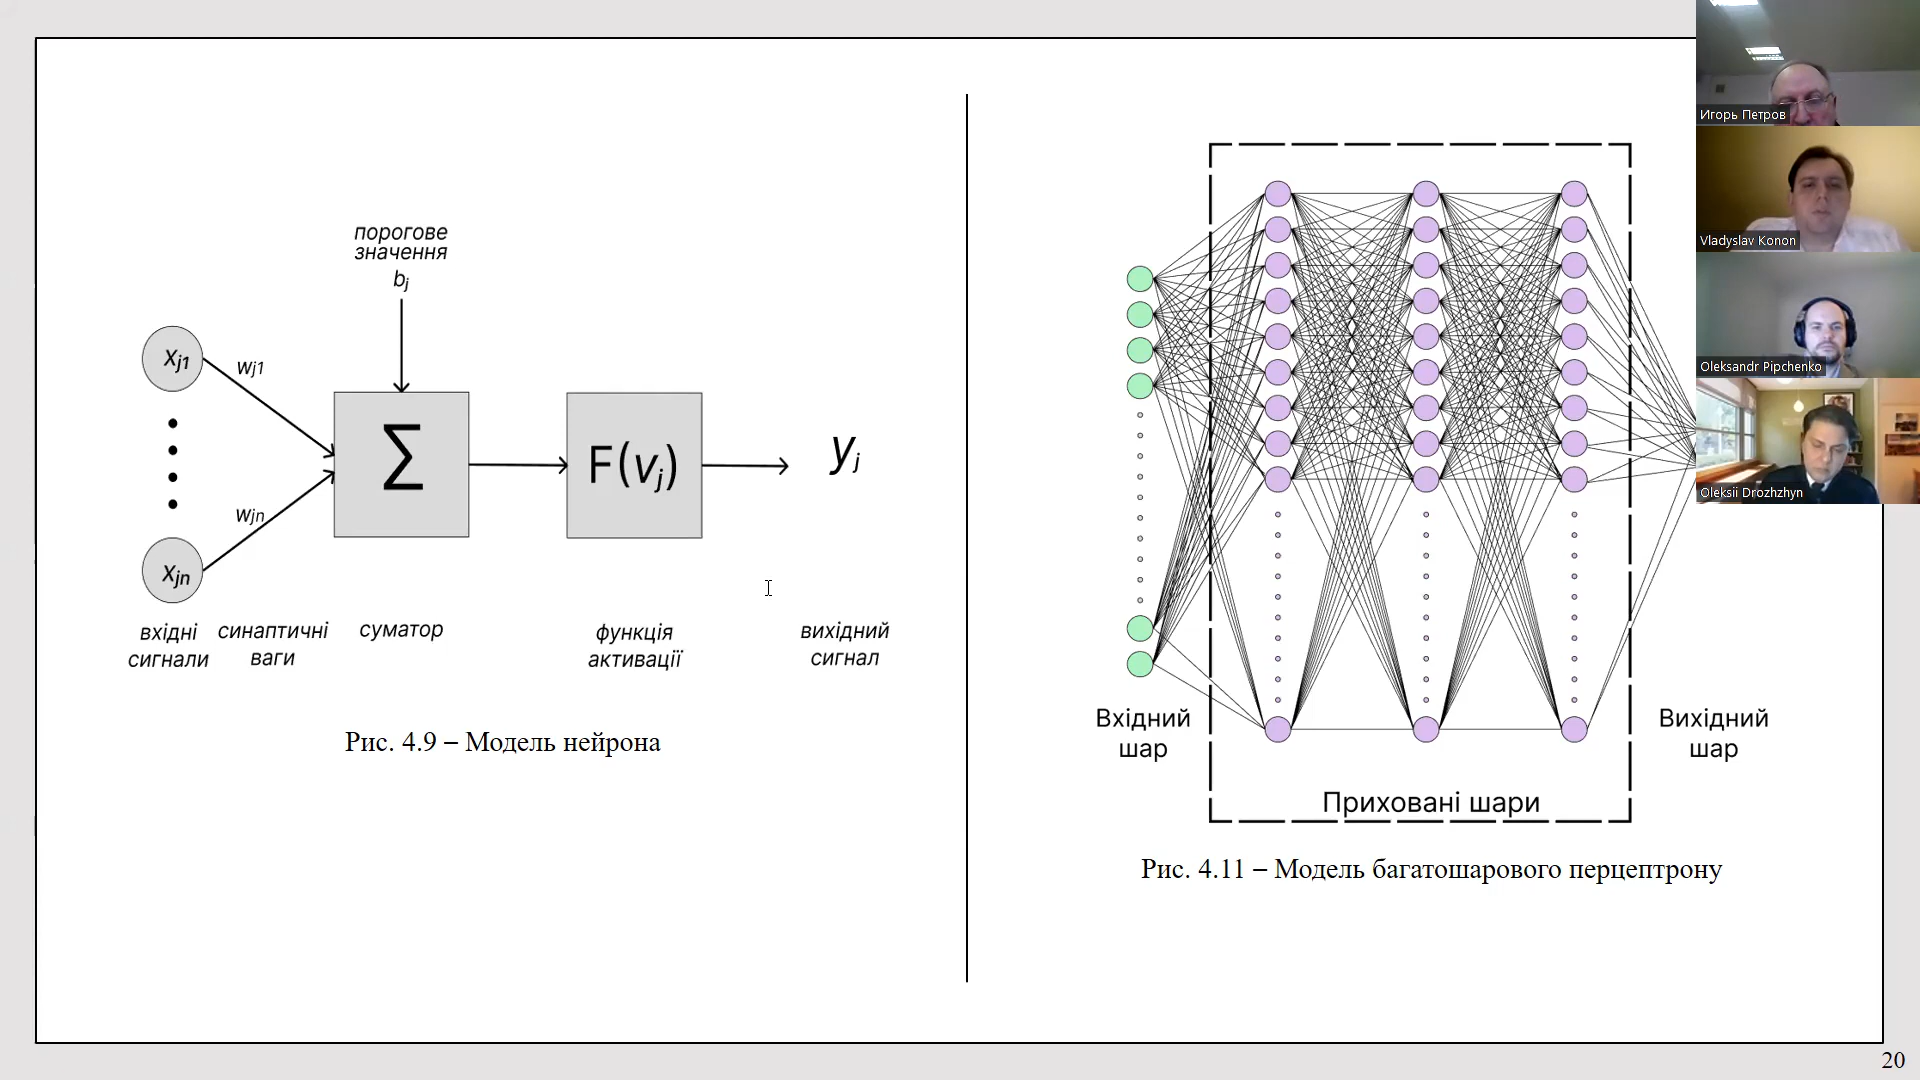 порогове
значення
bj
xj1
wj1
∑
F(vj)
yj
wjn
xjn
вхідні
сигнали
синаптичні
ваги
суматор
функція
активації
вихідний
сигнал
Рис. 4.9 – Модель нейрона
Вхідний
шар
Вихідний
шар
Приховані шари
Рис. 4.11 – Модель багатошарового перцептрону
Игорь Петров
Vladyslav Konon
Oleksandr Pipchenko
Oleksii Drozhzhyn
20